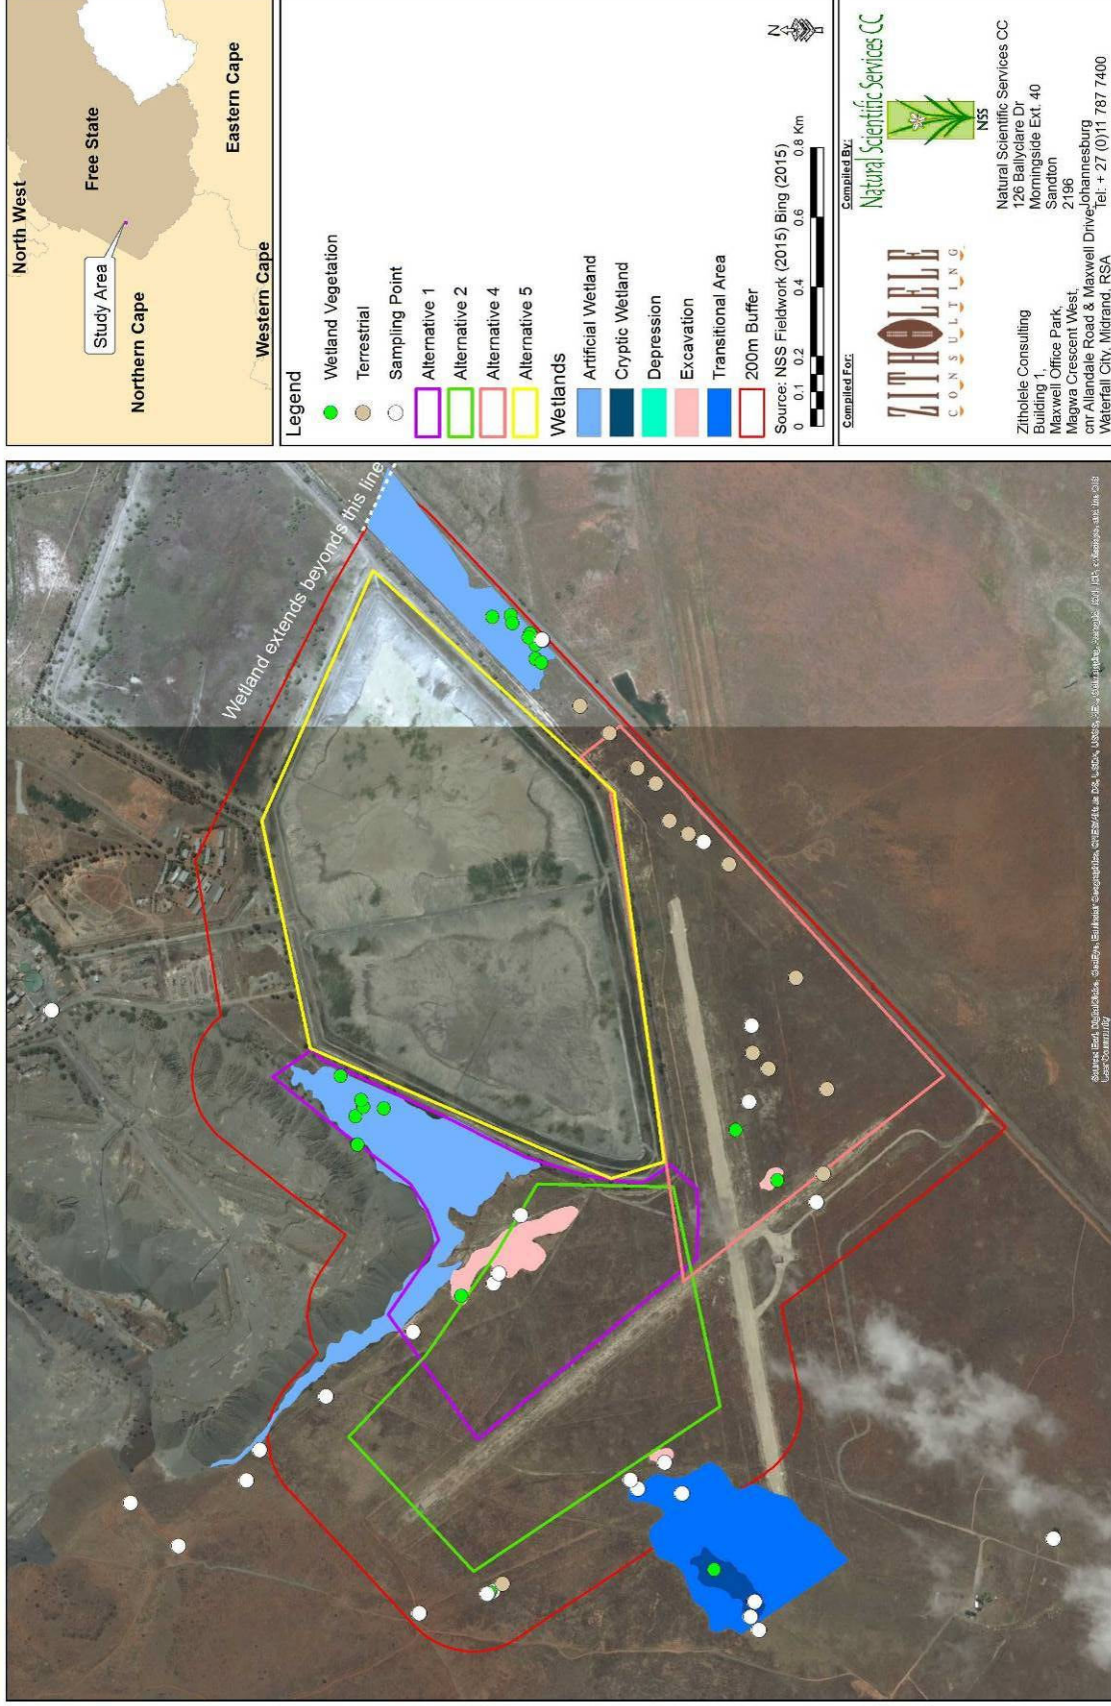 North West
Free State
Study Area
Northern Cape
Eastern Cape
Western Cape
Legend
Wetland Vegetation
Terrestrial
Sampling Point
Alternative 1
Alternative 2
Alternative 4
Alternative 5
Wetlands
Artificial Wetland
Cryptic Wetland
Depression
Excavation
Transitional Area
200m Buffer
N
Source: NSS Fieldwork (2015) Bing (2015)
0 0.1 0.2 0.4 0.6 0.8 Km
Compiled For:
ZITHOLELE
CONSULTING
Zitholele Consulting
Building 1,
Maxwell Office Park,
Magwa Crescent West,
cnr Allandale Road & Maxwell Drive,
Waterfall City, Midrand, RSA
Compiled By:
Natural Scientific Services CC
NSS
Natural Scientific Services CC
126 Ballyclare Dr
Morningside Ext. 40
Sandton
2196
Johannesburg
Tel: + 27 (0)11 787 7400
Wetland extends beyonds this line
User Community